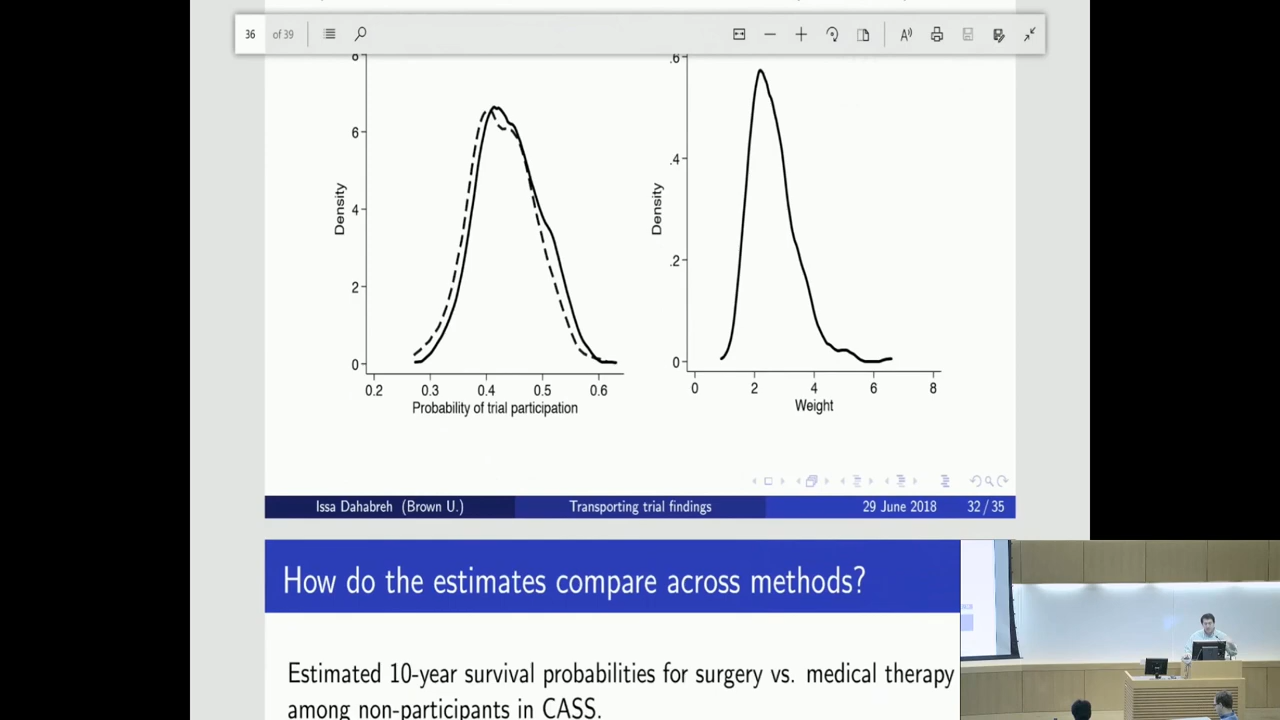 36 of 39
8
6
4
2
0
Density
0.2 0.3 0.4 0.5 0.6
Probability of trial participation
.6
.4
.2
0
Density
0 2 4 6 8
Weight
Issa Dahabreh (Brown U.) Transporting trial findings 29 June 2018 32 / 35
How do the estimates compare across methods?
Estimated 10-year survival probabilities for surgery vs. medical therapy
among non-participants in CASS.